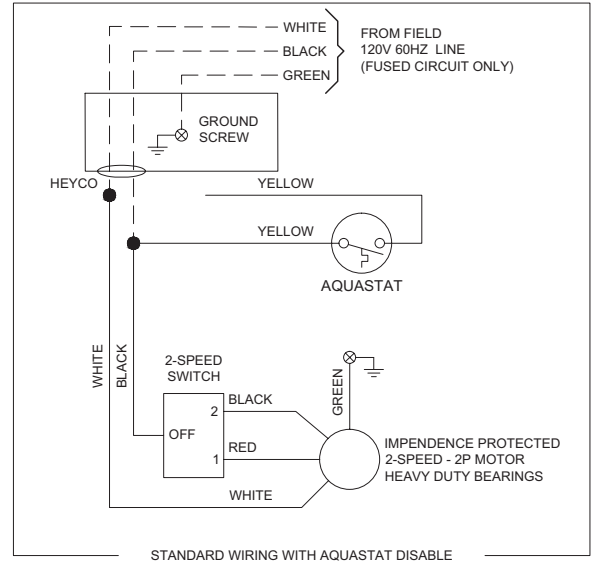 WHITE
BLACK
GREEN
FROM FIELD
120V 60HZ LINE
(FUSED CIRCUIT ONLY)
GROUND
SCREW
HEYCO
YELLOW
YELLOW
AQUASTAT
WHITE
BLACK
2-SPEED
SWITCH
GREEN
BLACK
2
OFF
RED
1
WHITE
IMPENDENCE PROTECTED
2-SPEED - 2P MOTOR
HEAVY DUTY BEARINGS
STANDARD WIRING WITH AQUASTAT DISABLE